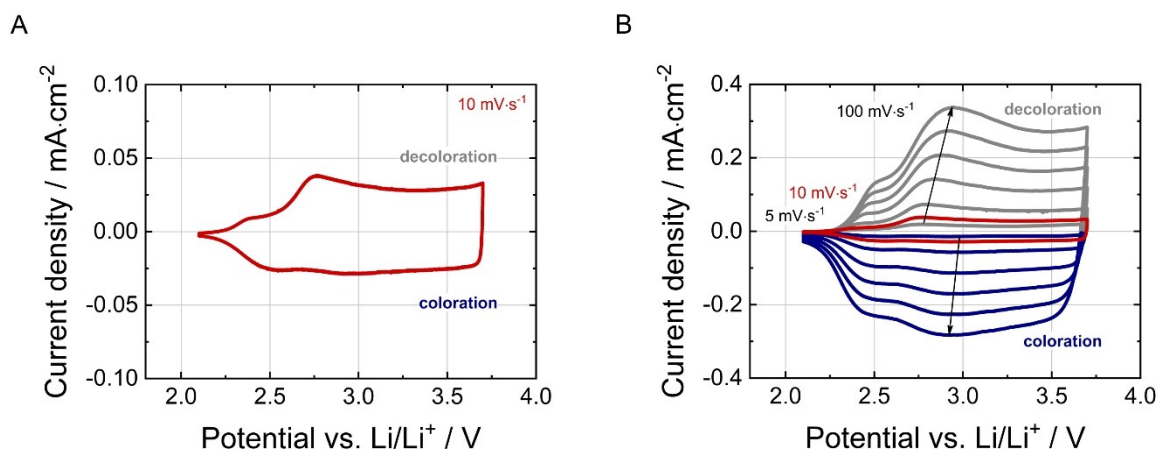 A
10 mV·s⁻¹
decoloration
coloration
0.10
0.05
0.00
-0.05
-0.10
2.0 2.5 3.0 3.5 4.0
Current density / mA·cm⁻²
Potential vs. Li/Li⁺ / V
B
100 mV·s⁻¹
decoloration
10 mV·s⁻¹
5 mV·s⁻¹
coloration
0.4
0.2
0.0
-0.2
-0.4
2.0 2.5 3.0 3.5 4.0
Current density / mA·cm⁻²
Potential vs. Li/Li⁺ / V